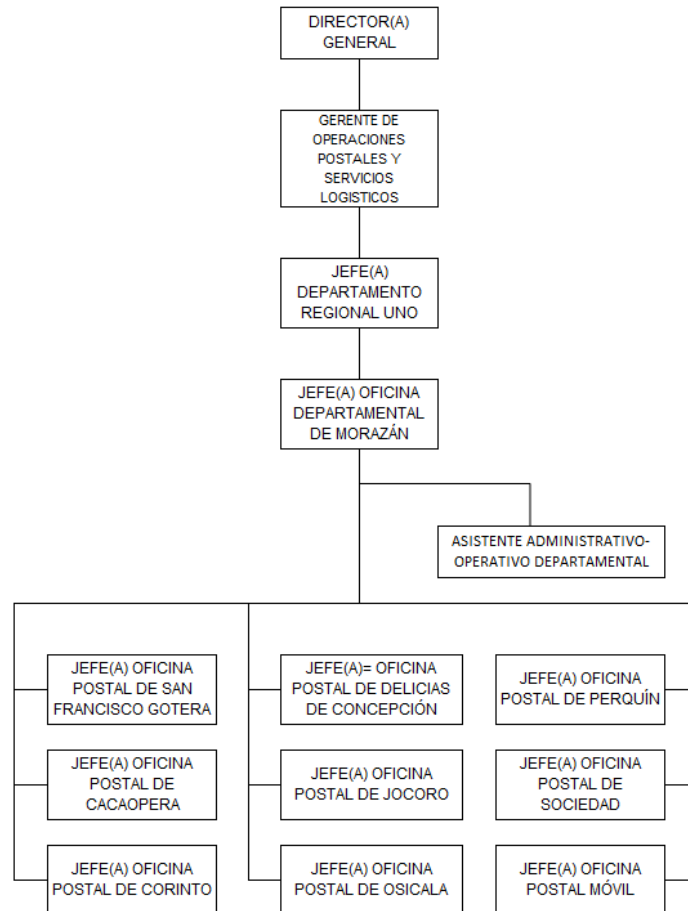 DIRECTOR(A)
GENERAL
GERENTE DE
OPERACIONES
POSTALES Y
SERVICIOS
LOGISTICOS
JEFE(A)
DEPARTAMENTO
REGIONAL UNO
JEFE(A) OFICINA
DEPARTAMENTAL
DE MORAZÁN
ASISTENTE ADMINISTRATIVO-
OPERATIVO DEPARTAMENTAL
JEFE(A) OFICINA
POSTAL DE SAN
FRANCISCO GOTERA
JEFE(A)= OFICINA
POSTAL DE DELICIAS
DE CONCEPCIÓN
JEFE(A) OFICINA
POSTAL DE PERQUÍN
JEFE(A) OFICINA
POSTAL DE
CACAOPERA
JEFE(A) OFICINA
POSTAL DE JOCORO
JEFE(A) OFICINA
POSTAL DE
SOCIEDAD
JEFE(A) OFICINA
POSTAL DE CORINTO
JEFE(A) OFICINA
POSTAL DE OSICALA
JEFE(A) OFICINA
POSTAL MÓVIL